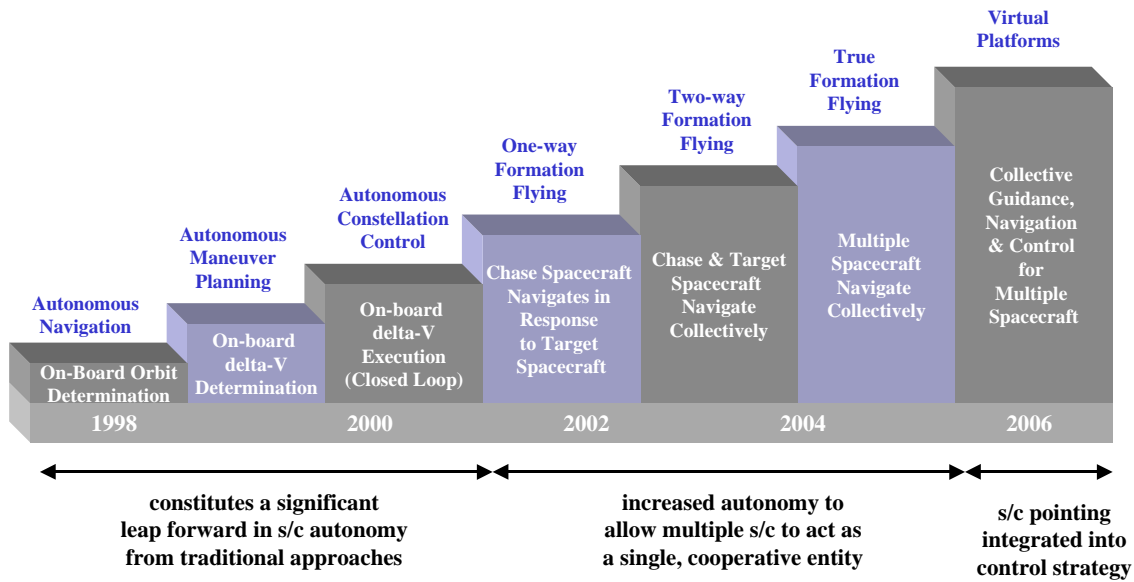 Autonomous
Navigation
On-Board Orbit
Determination
Autonomous
Maneuver
Planning
On-board
delta-V
Determination
Autonomous
Constellation
Control
On-board
delta-V
Execution
(Closed Loop)
One-way
Formation
Flying
Chase Spacecraft
Navigates in
Response
to Target
Spacecraft
Two-way
Formation
Flying
Chase & Target
Spacecraft
Navigate
Collectively
True
Formation
Flying
Multiple
Spacecraft
Navigate
Collectively
Virtual
Platforms
Collective
Guidance,
Navigation
& Control
for
Multiple
Spacecraft
1998
2000
2002
2004
2006
constitutes a significant
leap forward in s/c autonomy
from traditional approaches
increased autonomy to
allow multiple s/c to act as
a single, cooperative entity
s/c pointing
integrated into
control strategy